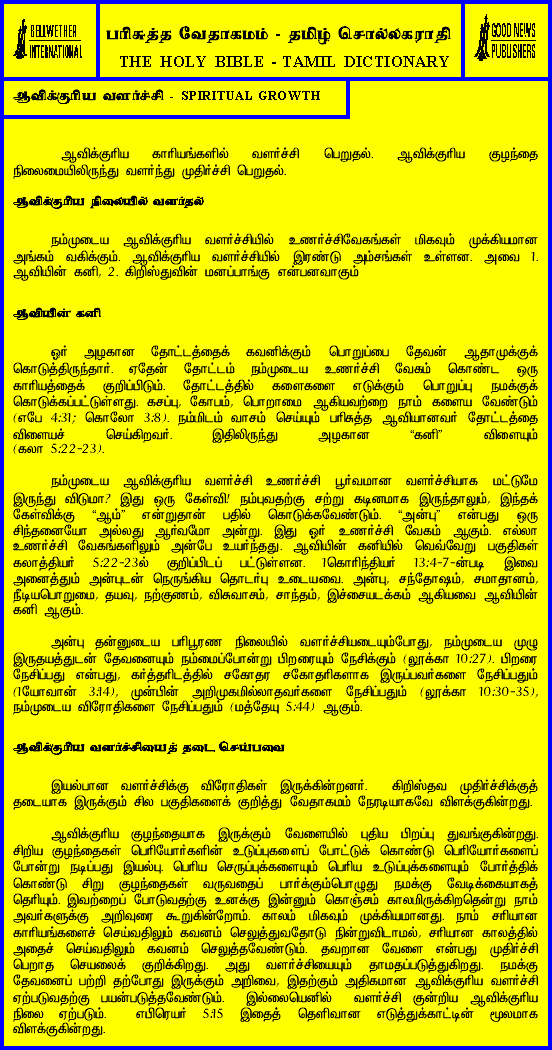 BELLWETHER
INTERNATIONAL
பரிசுத்த வேதாகமம் - தமிழ் சொல்லகராதி
THE HOLY BIBLE - TAMIL DICTIONARY
GOOD NEWS
PUBLISHERS
ஆவிக்குரிய வளர்ச்சி - SPIRITUAL GROWTH
ஆவிக்குரிய காரியங்களில் வளர்ச்சி பெறுதல். ஆவிக்குரிய குழந்தை
நிலைமையிலிருந்து வளர்ந்து முதிர்ச்சி பெறுதல்.
ஆவிக்குரிய நிலையில் வளர்தல்
நம்முடைய ஆவிக்குரிய வளர்ச்சியில் உணர்ச்சிவேகங்கள் மிகவும் முக்கியமான
அங்கம் வகிக்கும். ஆவிக்குரிய வளர்ச்சியில் இரண்டு அம்சங்கள் உள்ளன. அவை 1.
ஆவியின் கனி, 2. கிறிஸ்துவின் மனப்பாங்கு என்பனவாகும்
ஆவியின் கனி
ஓர் அழகான தோட்டத்தைக் கவனிக்கும் பொறுப்பை தேவன் ஆதாமுக்குக்
கொடுத்திருந்தார். ஏதேன் தோட்டம் நம்முடைய உணர்ச்சி வேகம் கொண்ட ஒரு
காரியத்தைக் குறிப்பிடும். தோட்டத்தில் களைகளை எடுக்கும் பொறுப்பு நமக்குக்
கொடுக்கப்பட்டுள்ளது. கசப்பு, கோபம், பொறாமை ஆகியவற்றை நாம் களைய வேண்டும்
(எபே 4:31; கொலோ 3:8). நம்மிடம் வாசம் செய்யும் பரிசுத்த ஆவியானவர் தோட்டத்தை
விளையச் செய்கிறவர். இதிலிருந்து அழகான “கனி” விளையும்
(கலா 5:22-23).
நம்முடைய ஆவிக்குரிய வளர்ச்சி உணர்ச்சி பூர்வமான வளர்ச்சியாக மட்டுமே
இருந்து விடுமா? இது ஒரு கேள்வி! நம்புவதற்கு சற்று கடினமாக இருந்தாலும், இந்தக்
கேள்விக்கு “ஆம்” என்றுதான் பதில் கொடுக்கவேண்டும். “அன்பு” என்பது ஒரு
சிந்தனையோ அல்லது ஆர்வமோ அன்று. இது ஓர் உணர்ச்சி வேகம் ஆகும். எல்லா
உணர்ச்சி வேகங்களிலும் அன்பே உயர்ந்தது. ஆவியின் கனியில் வெவ்வேறு பகுதிகள்
கலாத்தியர் 5:22-23ல் குறிப்பிடப் பட்டுள்ளன. 1கொரிந்தியர் 13:4-7-ன்படி இவை
அனைத்தும் அன்புடன் நெருங்கிய தொடர்பு உடையவை. அன்பு, சந்தோஷம், சமாதானம்,
நீடியபொறுமை, தயவு, நற்குணம், விசுவாசம், சாந்தம், இச்சையடக்கம் ஆகியவை ஆவியின்
கனி ஆகும்.
அன்பு தன்னுடைய பரிபூரண நிலையில் வளர்ச்சியடையும்போது, நம்முடைய முழு
இருதயத்துடன் தேவனையும் நம்மைப்போன்று பிறரையும் நேசிக்கும் (லூக்கா 10:27). பிறரை
நேசிப்பது என்பது, கர்த்தரிடத்தில் சகோதர சகோதரிகளாக இருப்பவர்களை நேசிப்பதும்
(1யோவான் 3:14), முன்பின் அறிமுகமில்லாதவர்களை நேசிப்பதும் (லூக்கா 10:30-35),
நம்முடைய விரோதிகளை நேசிப்பதும் (மத்தேயு 5:44) ஆகும்.
ஆவிக்குரிய வளர்ச்சியைத் தடை செய்பவை
இயல்பான வளர்ச்சிக்கு விரோதிகள் இருக்கின்றனர். கிறிஸ்தவ முதிர்ச்சிக்குத்
தடையாக இருக்கும் சில பகுதிகளைக் குறித்து வேதாகமம் நேரடியாகவே விளக்குகின்றது.
ஆவிக்குரிய குழந்தையாக இருக்கும் வேளையில் புதிய பிறப்பு துவங்குகின்றது.
சிறிய குழந்தைகள் பெரியோர்களின் உடுப்புகளைப் போட்டுக் கொண்டு பெரியோர்களைப்
போன்று நடிப்பது இயல்பு. பெரிய செருப்புக்களையும் பெரிய உடுப்புக்களையும் போர்த்திக்
கொண்டு சிறு குழந்தைகள் வருவதைப் பார்க்கும்பொழுது நமக்கு வேடிக்கையாகத்
தெரியும். இவற்றைப் போடுவதற்கு உனக்கு இன்னும் கொஞ்சம் காலமிருக்கிறதென்று நாம்
அவர்களுக்கு அறிவுரை கூறுகின்றோம். காலம் மிகவும் முக்கியமானது. நாம் சரியான
காரியங்களைச் செய்வதிலும் கவனம் செலுத்துவதோடு நின்றுவிடாமல், சரியான காலத்தில்
அதைச் செய்வதிலும் கவனம் செலுத்தவேண்டும். தவறான வேளை என்பது முதிர்ச்சி
பெறாத செயலைக் குறிக்கிறது. அது வளர்ச்சியையும் தாமதப்படுத்துகிறது. நமக்கு
தேவனைப் பற்றி தற்போது இருக்கும் அறிவை, இதற்கும் அதிகமான ஆவிக்குரிய வளர்ச்சி
ஏற்படுவதற்கு பயன்படுத்தவேண்டும். இல்லையெனில் வளர்ச்சி குன்றிய ஆவிக்குரிய
நிலை ஏற்படும். எபிரெயர் 5:15 இதைத் தெளிவான எடுத்துக்காட்டின் மூலமாக
விளக்குகின்றது.